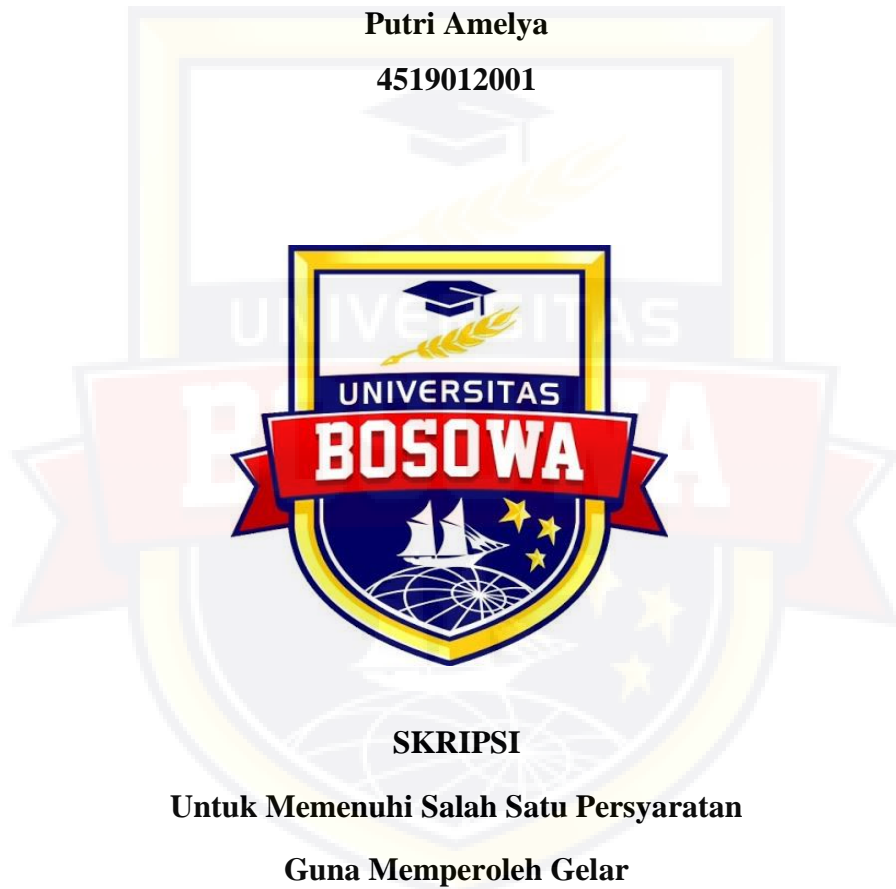 Putri Amelya
4519012001
UNIVERSITAS
BOSOWA
SKRIPSI
Untuk Memenuhi Salah Satu Persyaratan
Guna Memperoleh Gelar